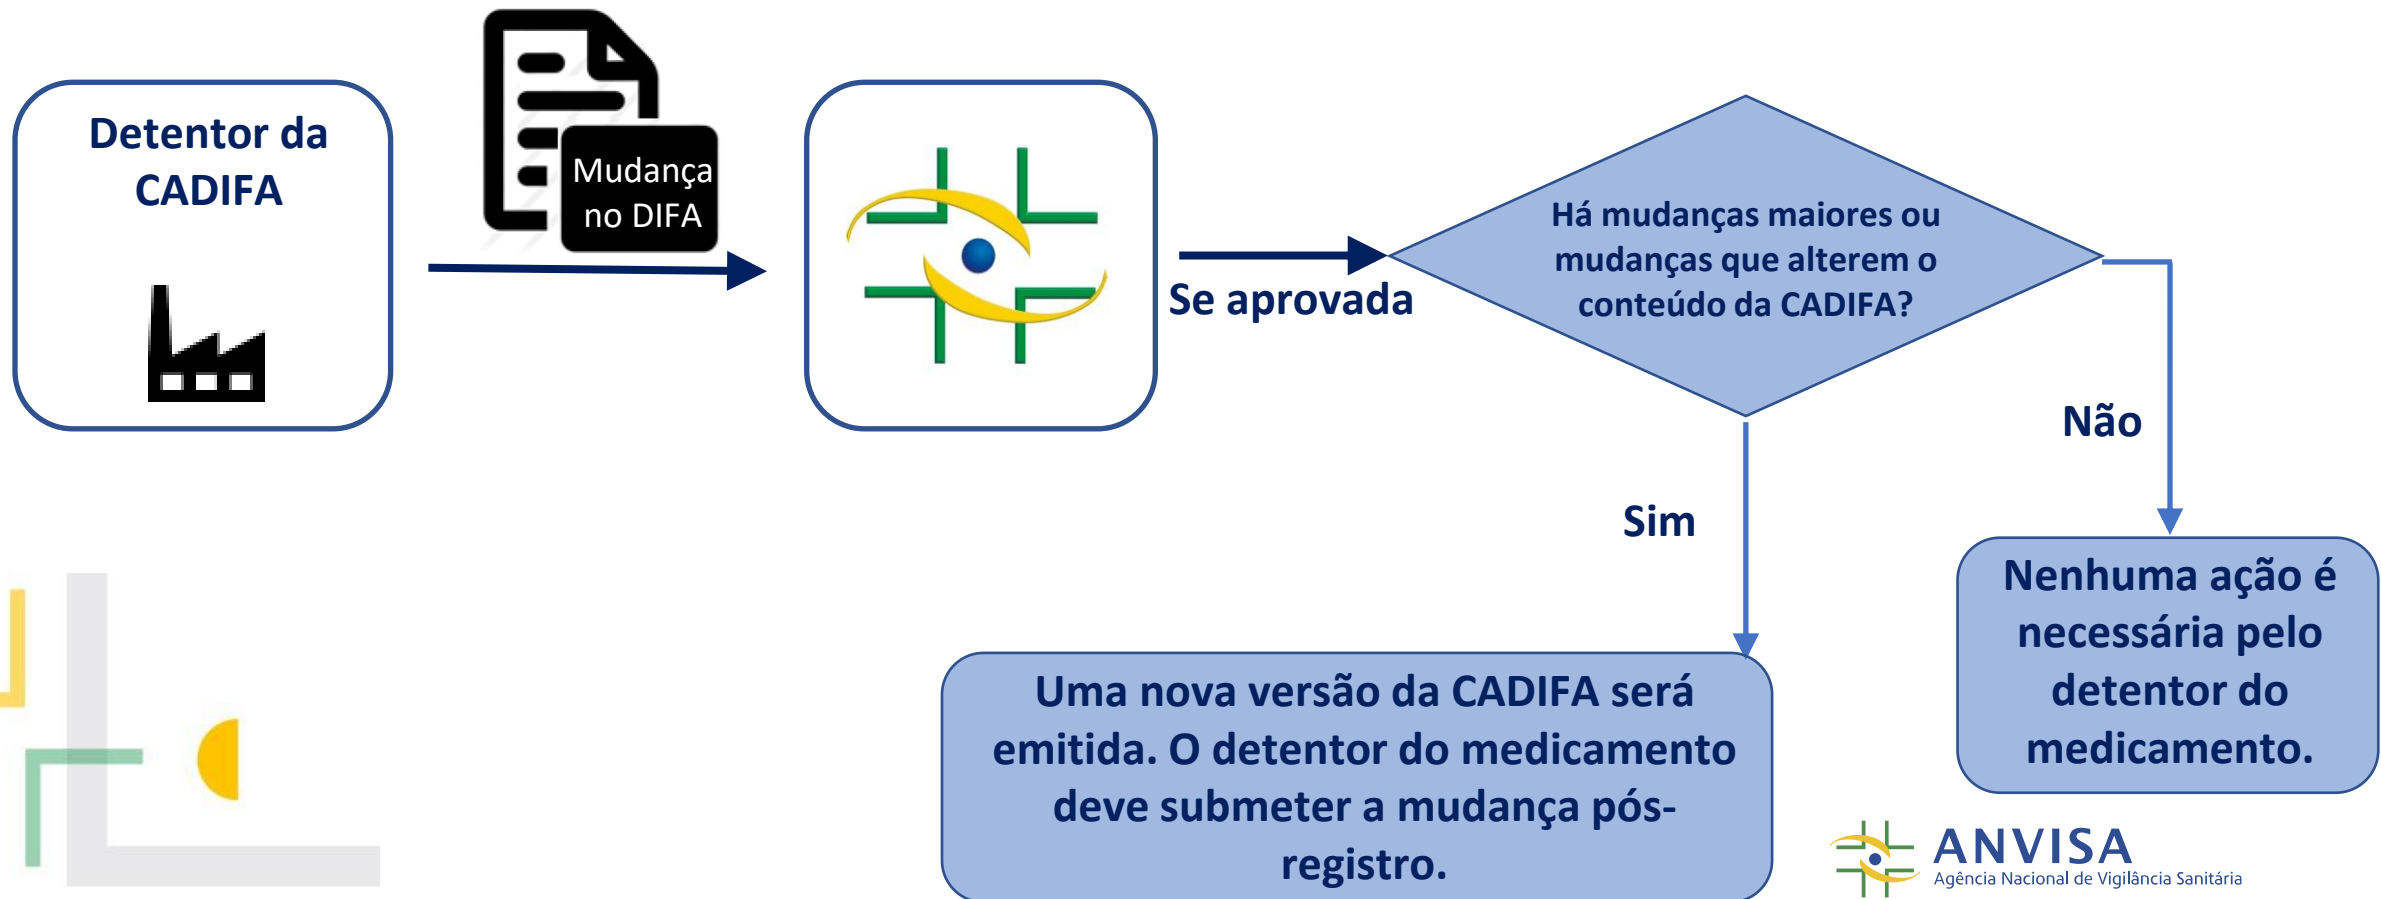 Detentor da
CADIFA
Mudança
no DIFA
Se aprovada
Há mudanças maiores ou
mudanças que alterem o
conteúdo da CADIFA?
Não
Sim
Nenhuma ação é
necessária pelo
detentor do
medicamento.
Uma nova versão da CADIFA será
emitida. O detentor do medicamento
deve submeter a mudança pós-
registro.
ANVISA
Agência Nacional de Vigilância Sanitária